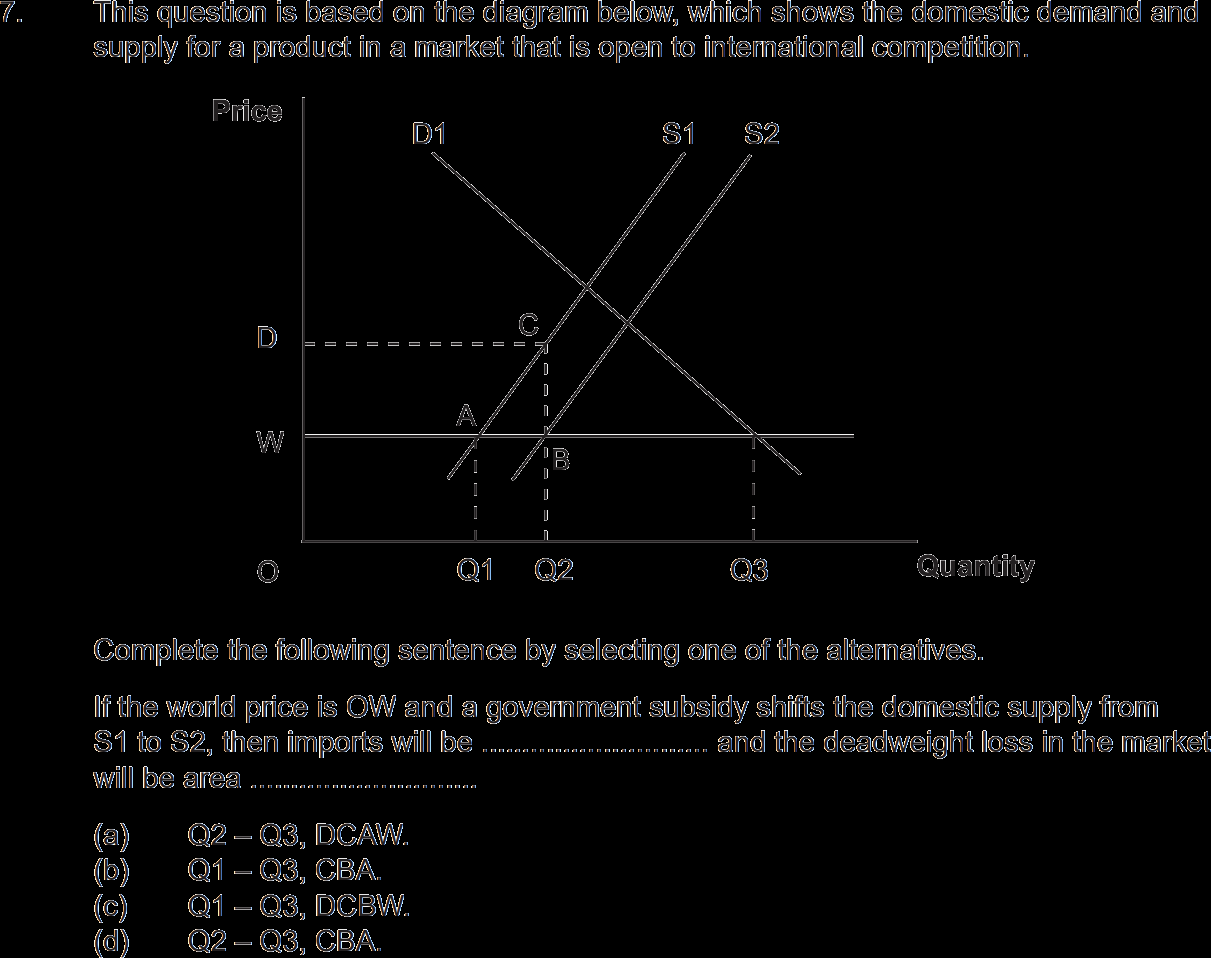 7. This question is based on the diagram below, which shows the domestic demand and
supply for a product in a market that is open to international competition.
Price
D1 S1 S2
C
D
A
W
B
O Q1 Q2 Q3 Quantity
Complete the following sentence by selecting one of the alternatives.
If the world price is OW and a government subsidy shifts the domestic supply from
S1 to S2, then imports will be .............................. and the deadweight loss in the market
will be area ..............................
(a) Q2 – Q3, DCAW.
(b) Q1 – Q3, CBA.
(c) Q1 – Q3, DCBW.
(d) Q2 – Q3, CBA.